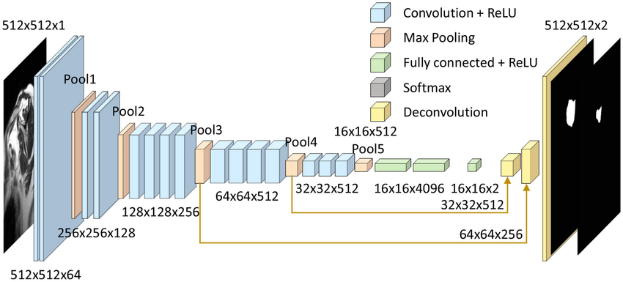 512x512x1
Convolution + ReLU
Max Pooling
Fully connected + ReLU
Softmax
Deconvolution
512x512x2
Pool1
Pool2
Pool3
Pool4
16x16x512
Pool5
512x512x64
256x256x128
128x128x256
64x64x512
32x32x512
16x16x4096
16x16x2
32x32x512
64x64x256